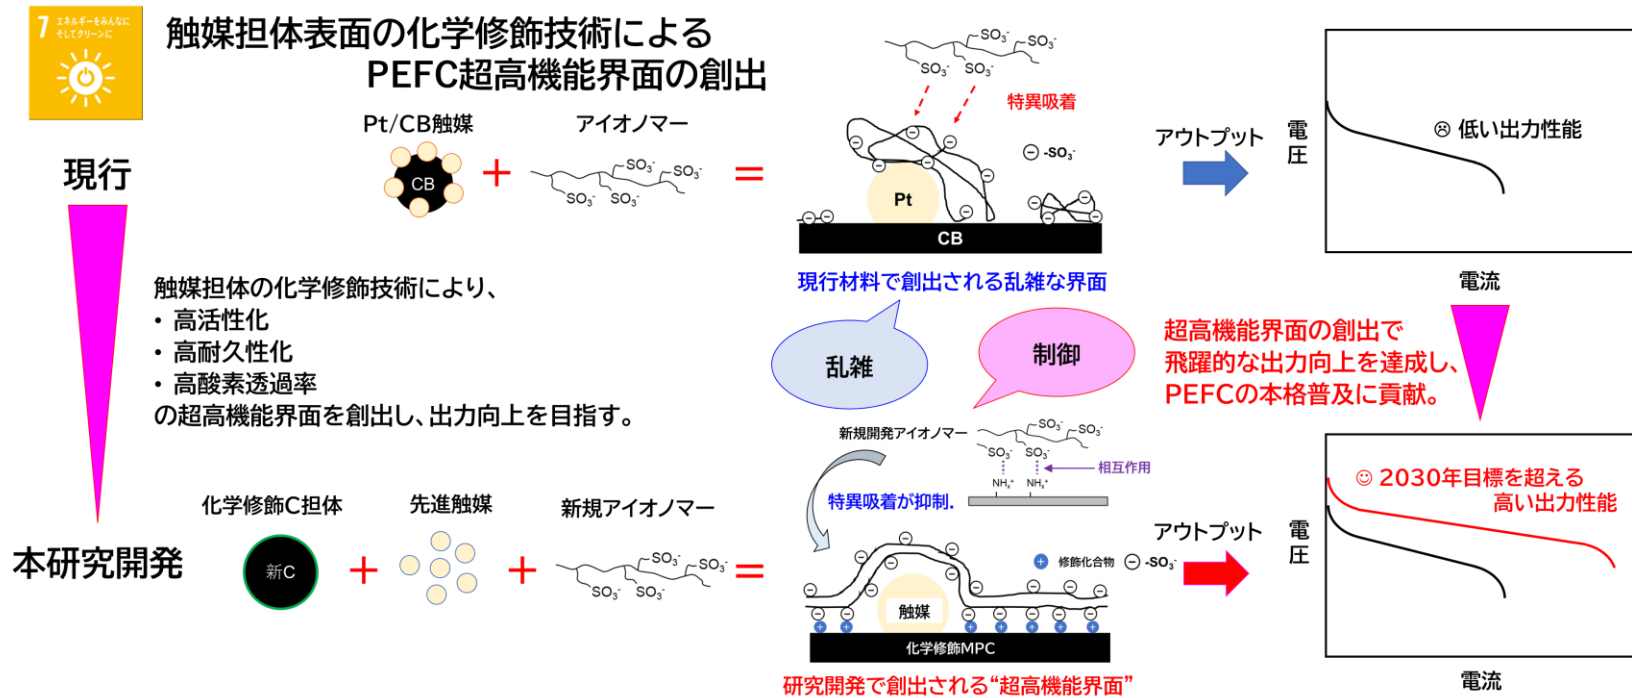 7 エネルギーをみんなに
そしてクリーンに
触媒担体表面の化学修飾技術による
PEFC超高機能界面の創出
現行
Pt/CB触媒
CB
+
アイオノマー
SO₃⁻ SO₃⁻
SO₃⁻ SO₃⁻
=
SO₃⁻ SO₃⁻
SO₃⁻ SO₃⁻
特異吸着
⊖ -SO₃⁻
Pt
CB
現行材料で創出される乱雑な界面
アウトプット
電圧
☹ 低い出力性能
電流
触媒担体の化学修飾技術により、
・ 高活性化
・ 高耐久性化
・ 高酸素透過率
の超高機能界面を創出し、出力向上を目指す。
乱雑
制御
超高機能界面の創出で
飛躍的な出力向上を達成し、
PEFCの本格普及に貢献。
本研究開発
化学修飾C担体
新C
+
先進触媒
+
新規アイオノマー
SO₃⁻ SO₃⁻
SO₃⁻ SO₃⁻
=
新規開発アイオノマー
SO₃⁻ SO₃⁻
SO₃⁻ SO₃⁻
相互作用
NHₓ⁺ NHₓ⁺
特異吸着が抑制.
⊕ 修飾化合物 ⊖ -SO₃⁻
触媒
化学修飾MPC
研究開発で創出される“超高機能界面”
アウトプット
電圧
☺ 2030年目標を超える
高い出力性能
電流